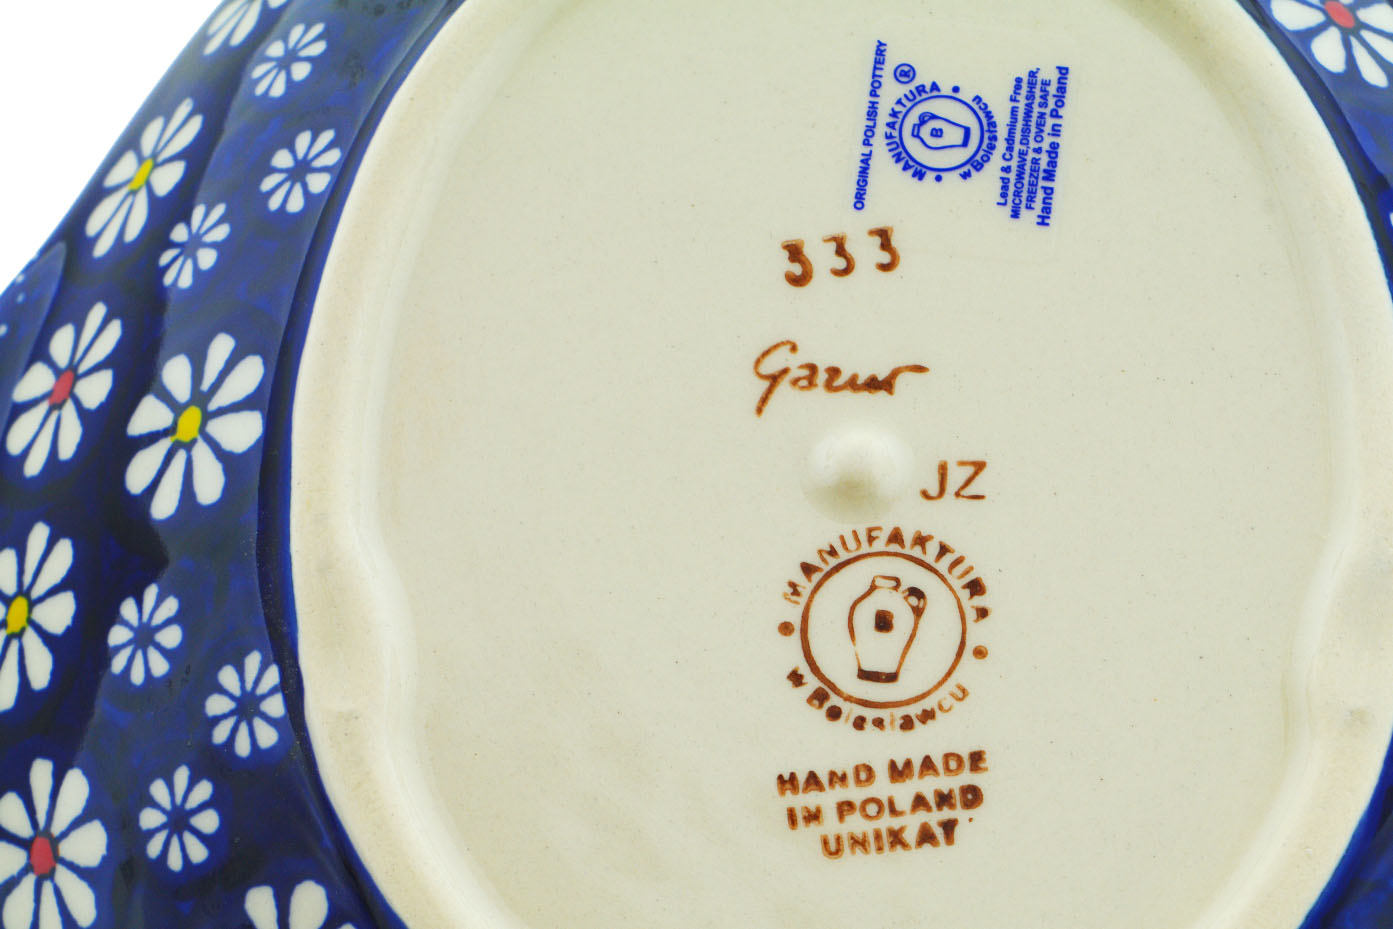 ORIGINAL POLISH POTTERY
MANUFAKTURA ®
B
w Bolesławcu
Lead & Cadmium Free
MICROWAVE,DISHWASHER,
FREEZER & OVEN SAFE
Hand Made in Poland
333
JZ
MANUFAKTURA
B
w Bolesławcu
HAND MADE
IN POLAND
UNIKAT